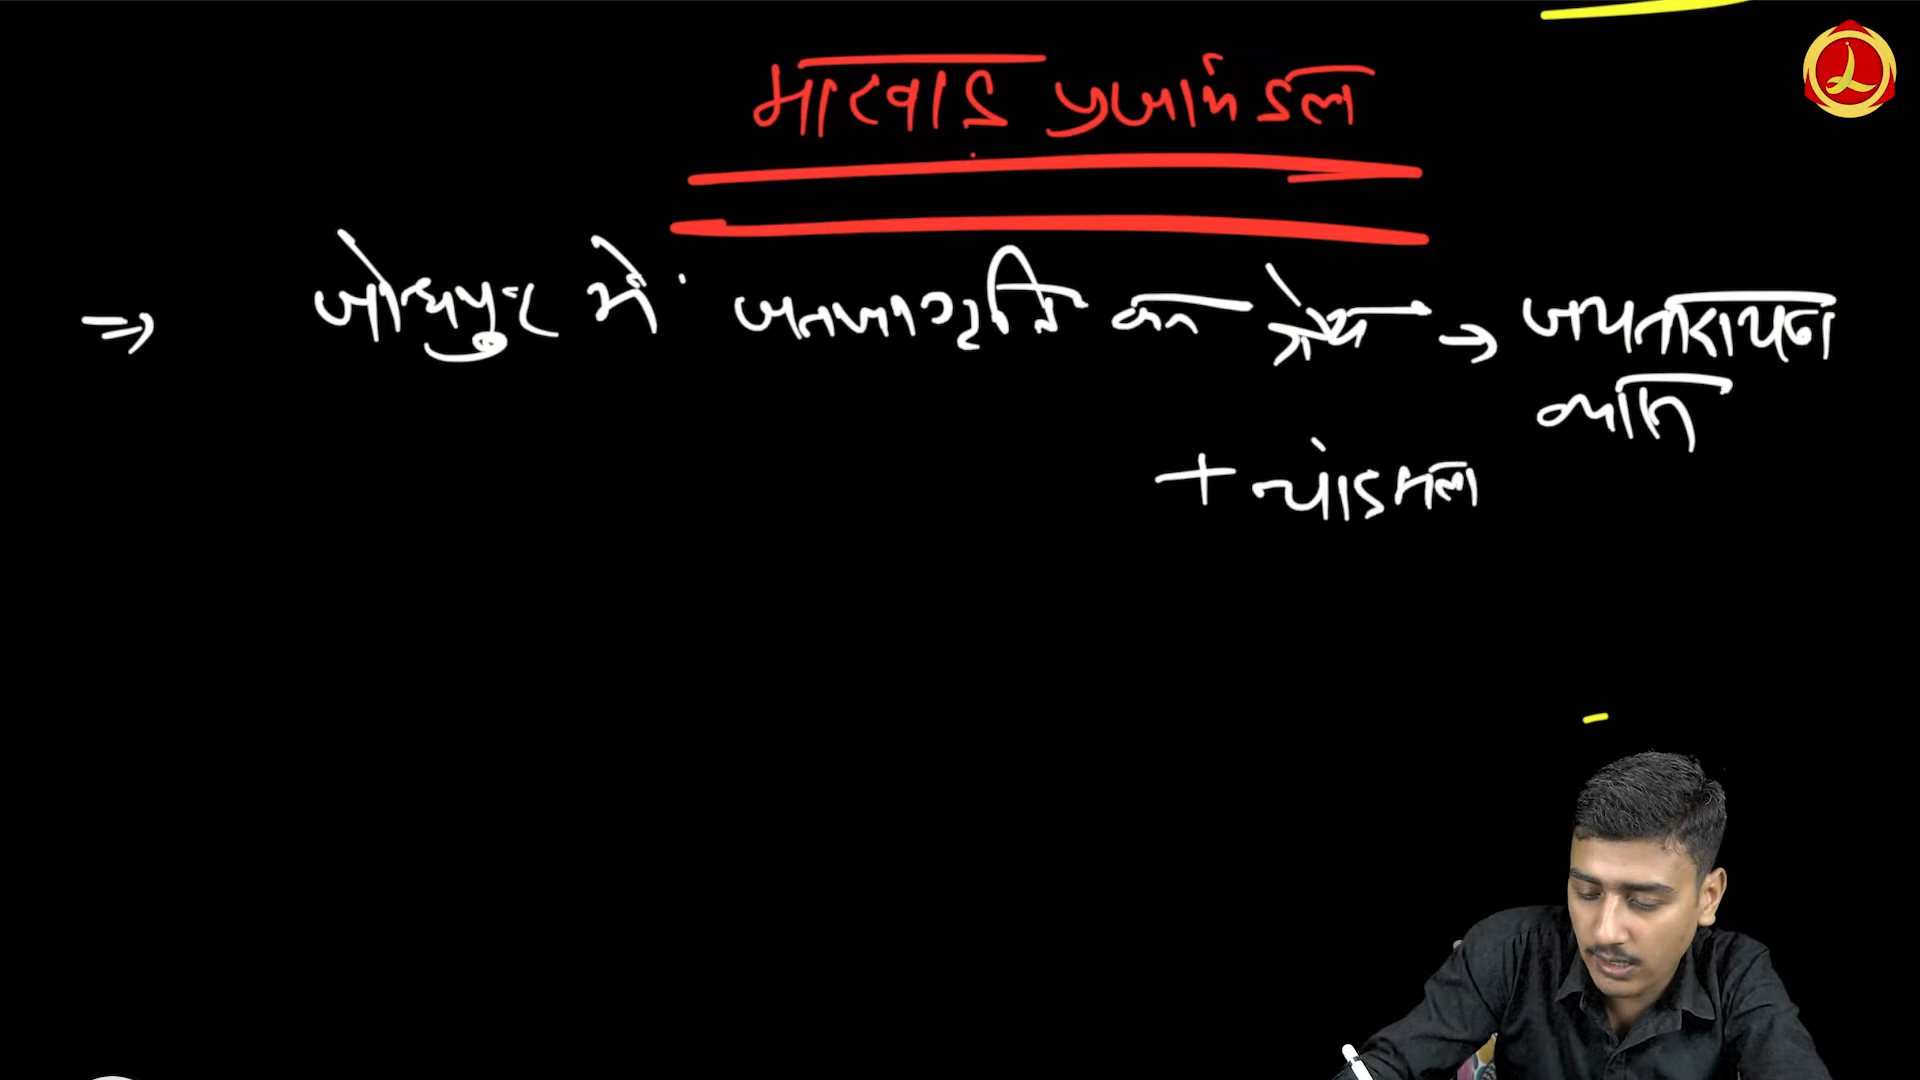 मारवाड़ प्रजामंडल
⇒ जोधपुर में जनजागृति का श्रेय → जयनारायण
व्यास
+ चांदमल